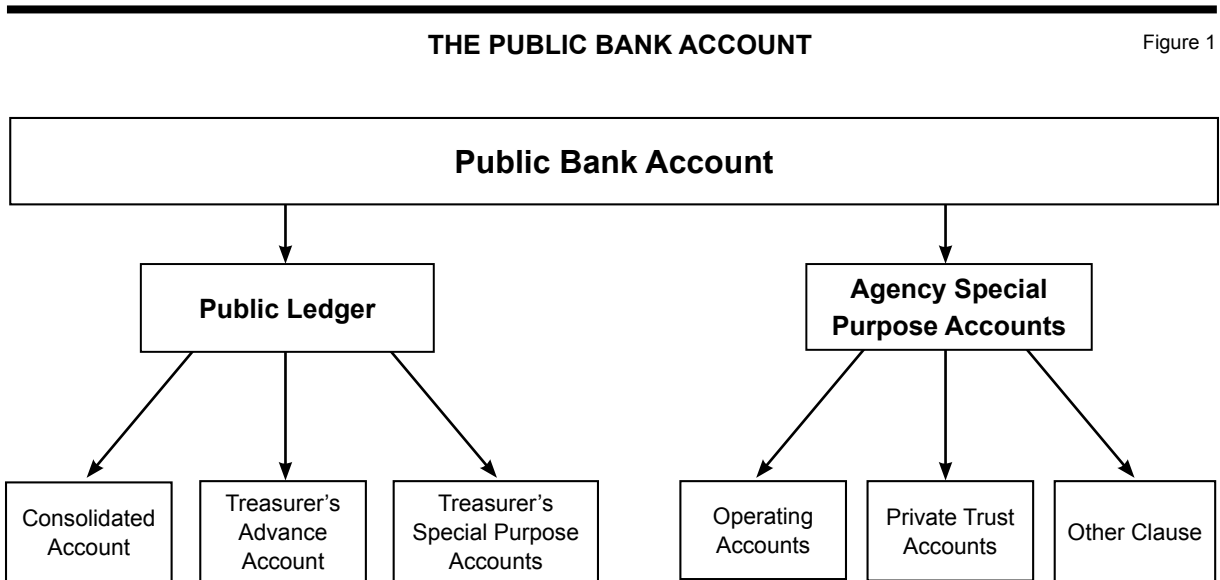 THE PUBLIC BANK ACCOUNT
Figure 1
Public Bank Account
Public Ledger
Agency Special
Purpose Accounts
Consolidated
Account
Treasurer’s
Advance
Account
Treasurer’s
Special Purpose
Accounts
Operating
Accounts
Private Trust
Accounts
Other Clause